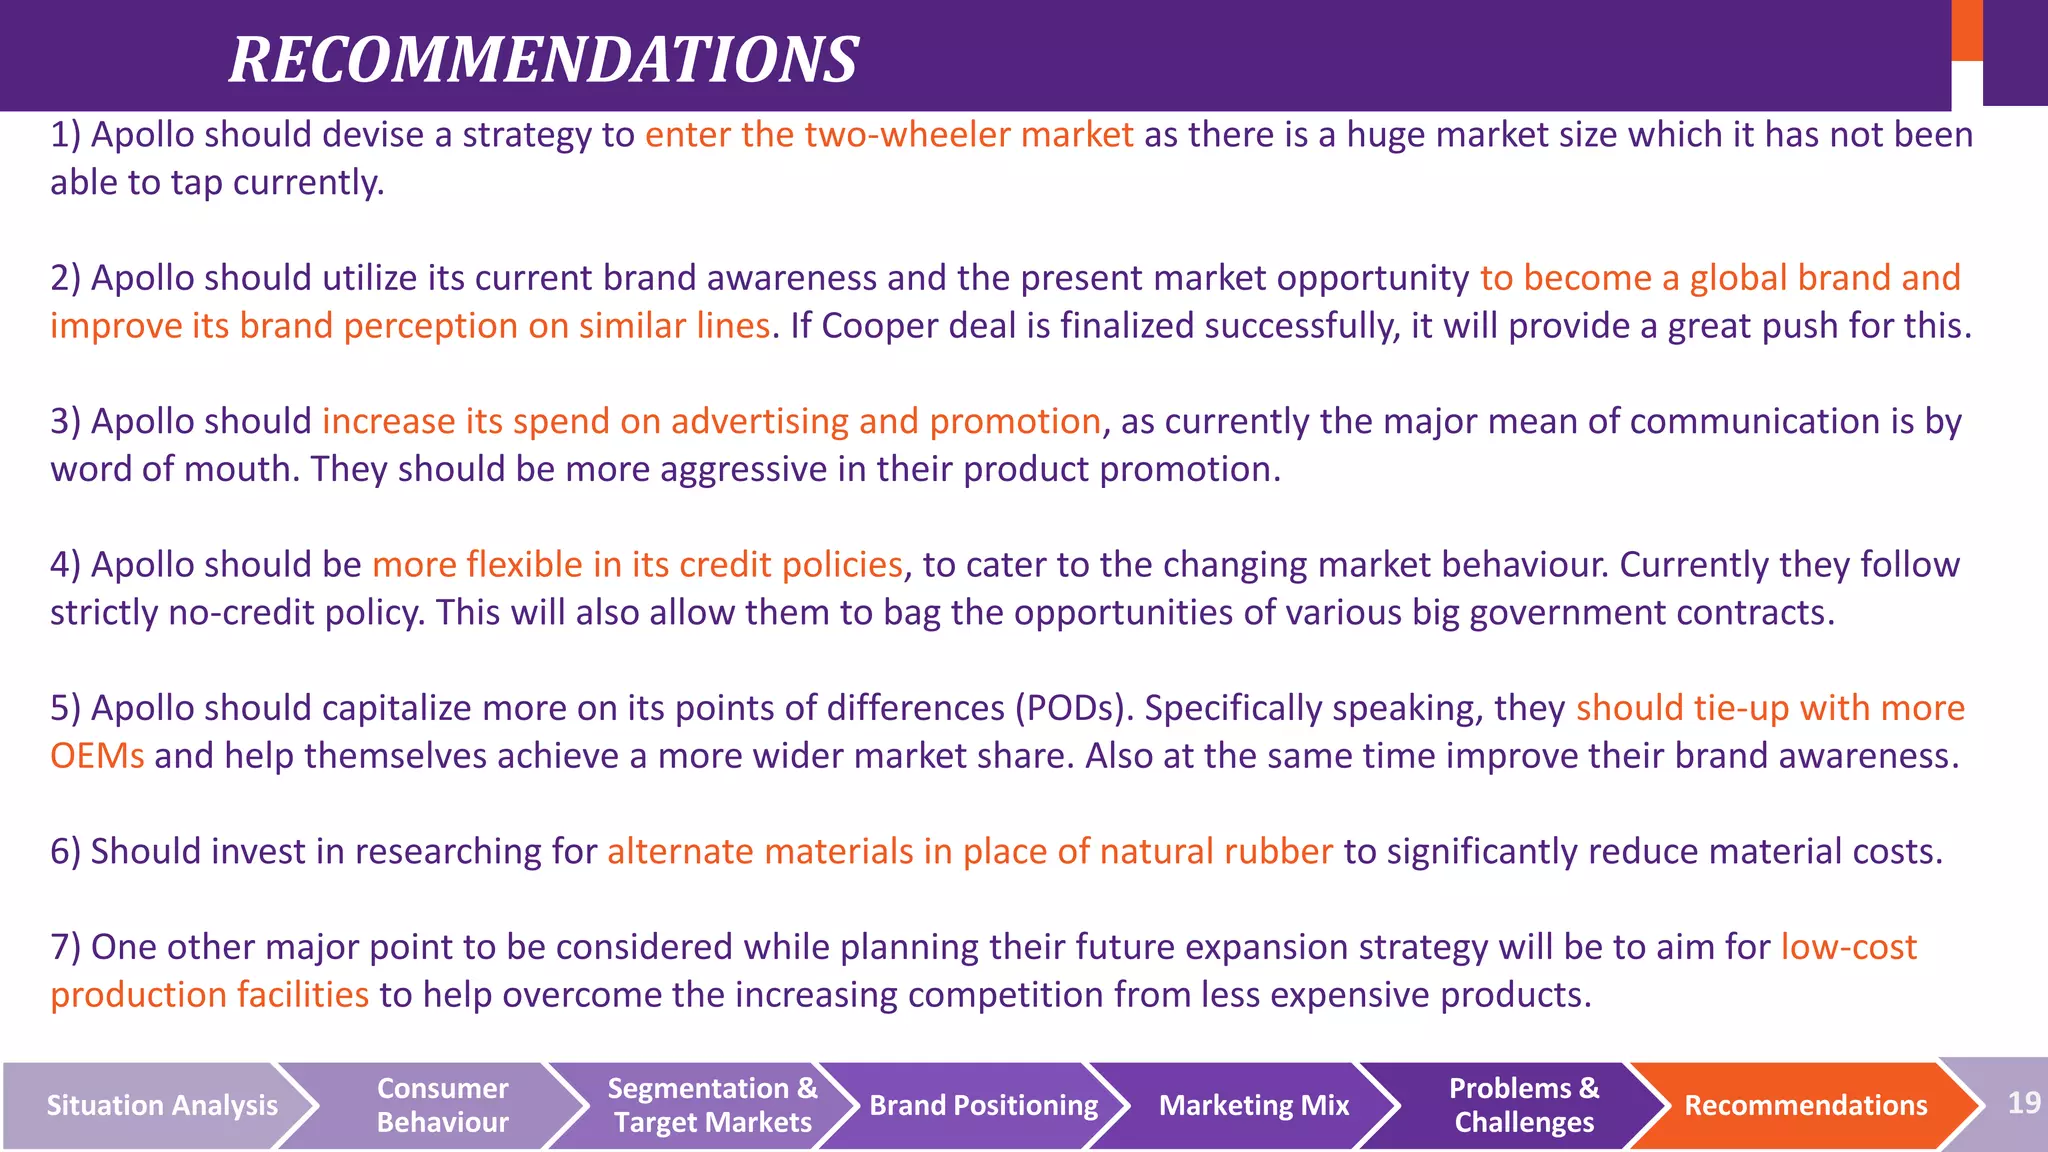 RECOMMENDATIONS
1) Apollo should devise a strategy to enter the two-wheeler market as there is a huge market size which it has not been
able to tap currently.
2) Apollo should utilize its current brand awareness and the present market opportunity to become a global brand and
improve its brand perception on similar lines. If Cooper deal is finalized successfully, it will provide a great push for this.
3) Apollo should increase its spend on advertising and promotion, as currently the major mean of communication is by
word of mouth. They should be more aggressive in their product promotion.
4) Apollo should be more flexible in its credit policies, to cater to the changing market behaviour. Currently they follow
strictly no-credit policy. This will also allow them to bag the opportunities of various big government contracts.
5) Apollo should capitalize more on its points of differences (PODs). Specifically speaking, they should tie-up with more
OEMs and help themselves achieve a more wider market share. Also at the same time improve their brand awareness.
6) Should invest in researching for alternate materials in place of natural rubber to significantly reduce material costs.
7) One other major point to be considered while planning their future expansion strategy will be to aim for low-cost
production facilities to help overcome the increasing competition from less expensive products.
Situation Analysis
Consumer
Behaviour
Segmentation &
Target Markets
Brand Positioning
Marketing Mix
Problems &
Challenges
Recommendations
19